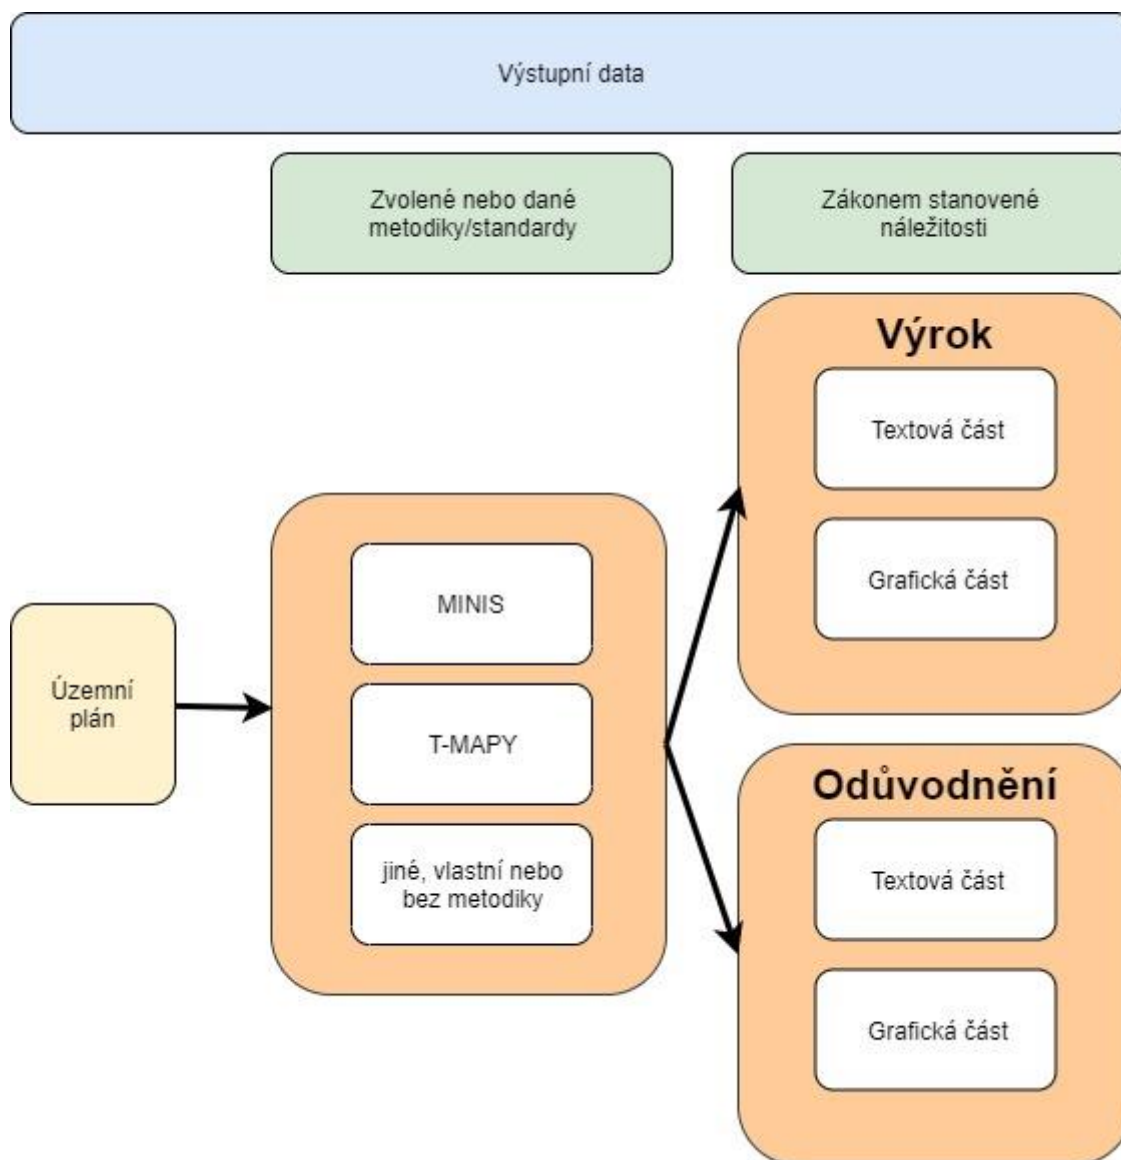 Výstupní data
Zvolené nebo dané
metodiky/standardy
Zákonem stanovené
náležitosti
Výrok
Textová část
Grafická část
MINIS
T-MAPY
jiné, vlastní nebo
bez metodiky
Územní
plán
Odůvodnění
Textová část
Grafická část